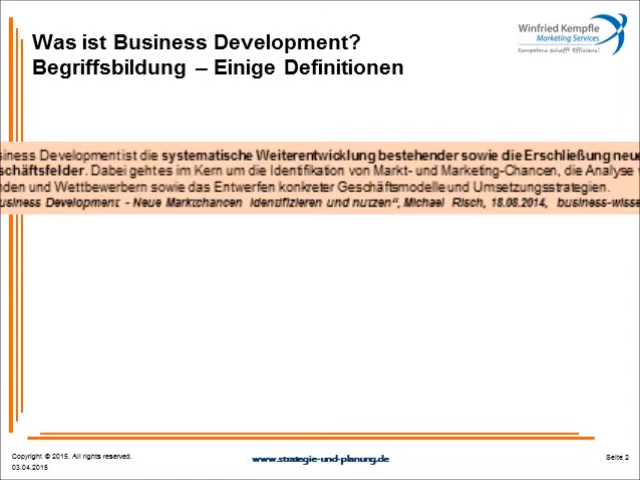 Was ist Business Development?
Begriffsbildung – Einige Definitionen
Winfried Kempfle
Marketing Services
Kompetenz schafft Effizienz!
siness Development ist die systematische Weiterentwicklung bestehender sowie die Erschließung neue
schäftsfelder. Dabei geht es im Kern um die Identifikation von Markt- und Marketing-Chancen, die Analyse v
nden und Wettbewerbern sowie das Entwerfen konkreter Geschäftsmodelle und Umsetzungsstrategien.
usiness Development - Neue Marktchancen identifizieren und nutzen“, Michael Risch, 18.08.2014, business-wisse
Copyright © 2015. All rights reserved.
03.04.2015
www.strategie-und-planung.de
Seite 2